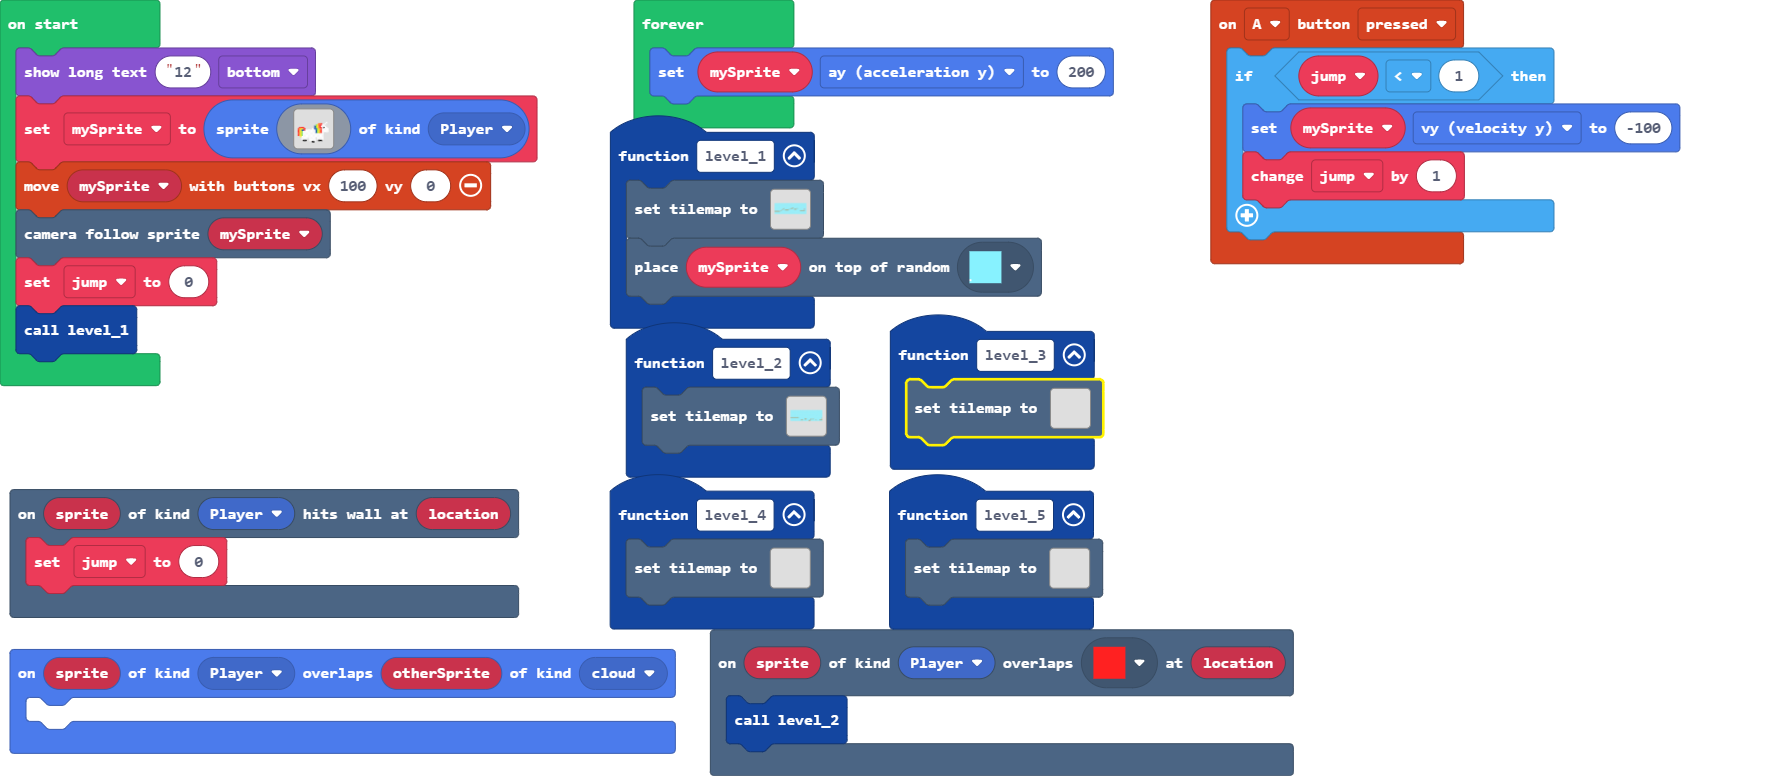 on start
show long text "12" bottom
set mySprite to sprite of kind Player
move mySprite with buttons vx 100 vy 0
camera follow sprite mySprite
set jump to 0
call level_1
forever
set mySprite ay (acceleration y) to 200
function level_1
set tilemap to
place mySprite on top of random
function level_2
set tilemap to
function level_3
set tilemap to
function level_4
set tilemap to
function level_5
set tilemap to
on A button pressed
if jump < 1 then
set mySprite vy (velocity y) to -100
change jump by 1
on sprite of kind Player hits wall at location
set jump to 0
on sprite of kind Player overlaps otherSprite of kind cloud
on sprite of kind Player overlaps at location
call level_2